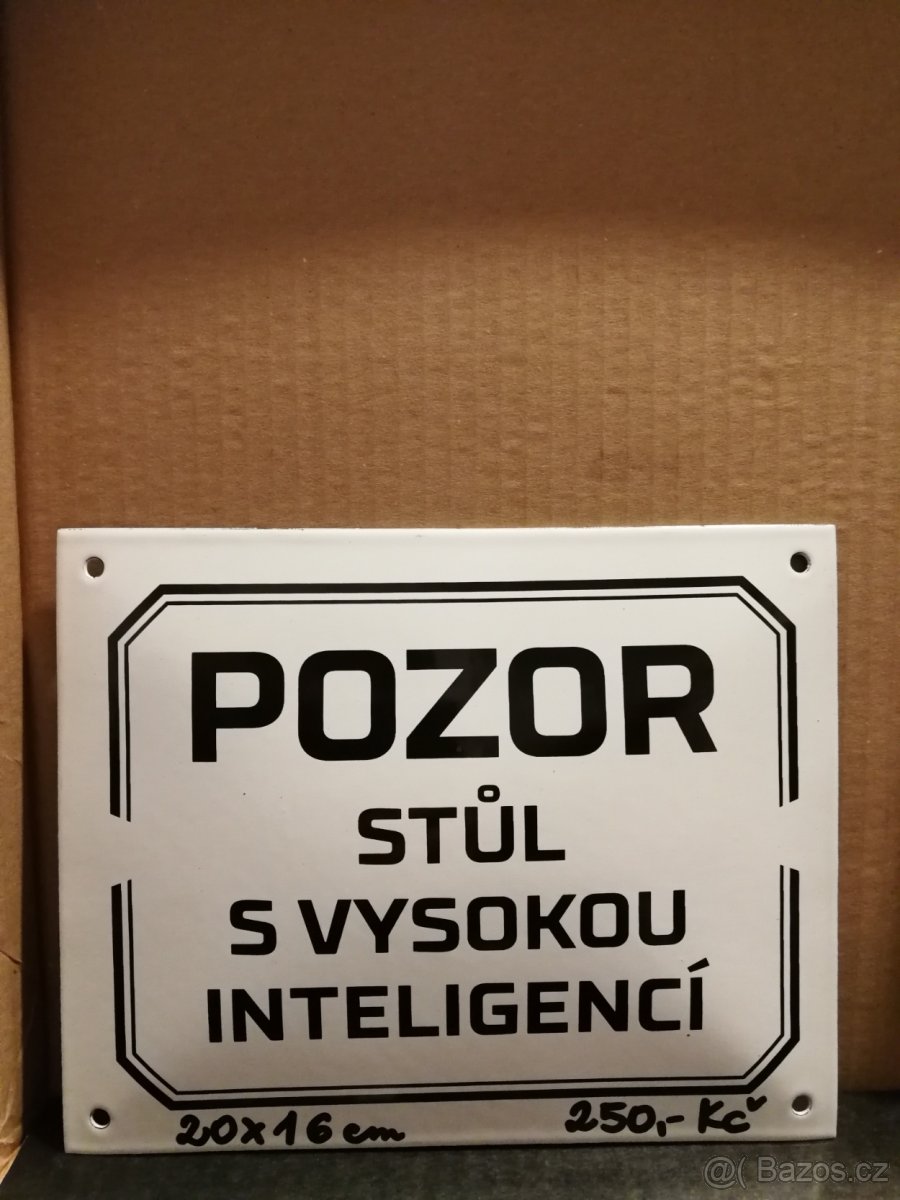 POZOR
STŮL
S VYSOKOU
INTELIGENCÍ
20x16 cm
250,- Kč
@( Bazos.cz